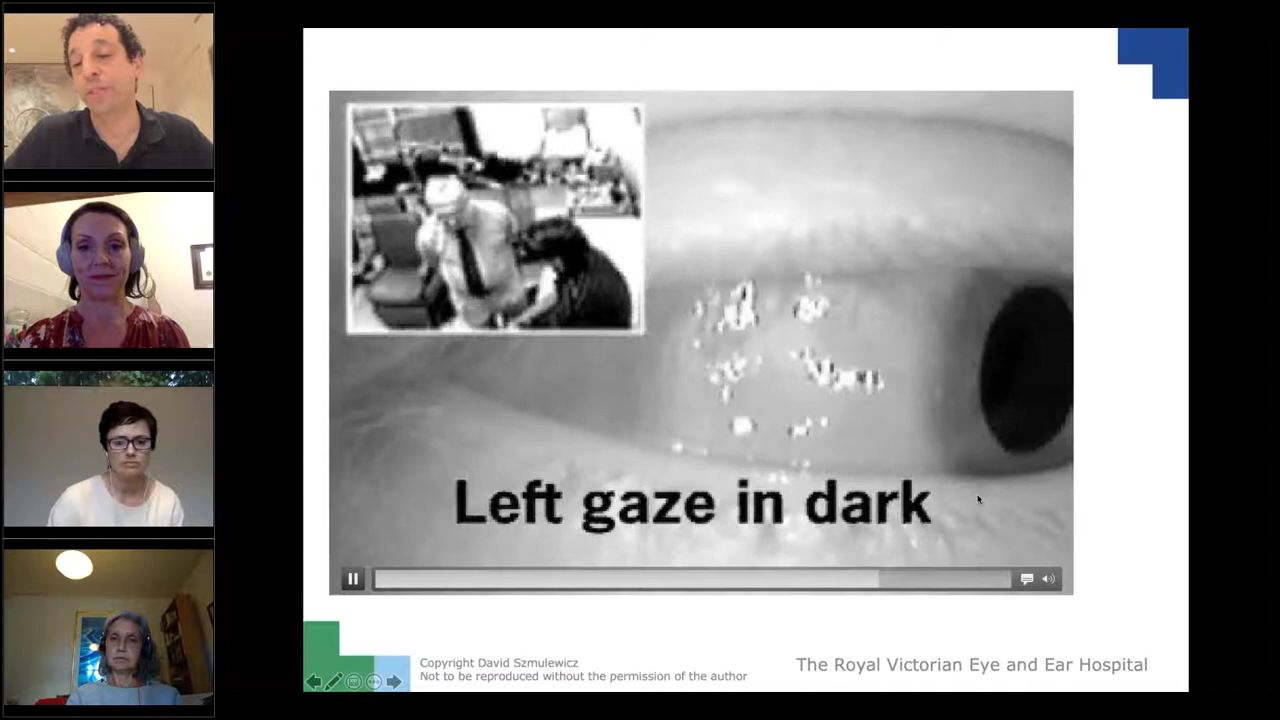 Left gaze in dark
Copyright David Szmulewicz
Not to be reproduced without the permission of the author
The Royal Victorian Eye and Ear Hospital